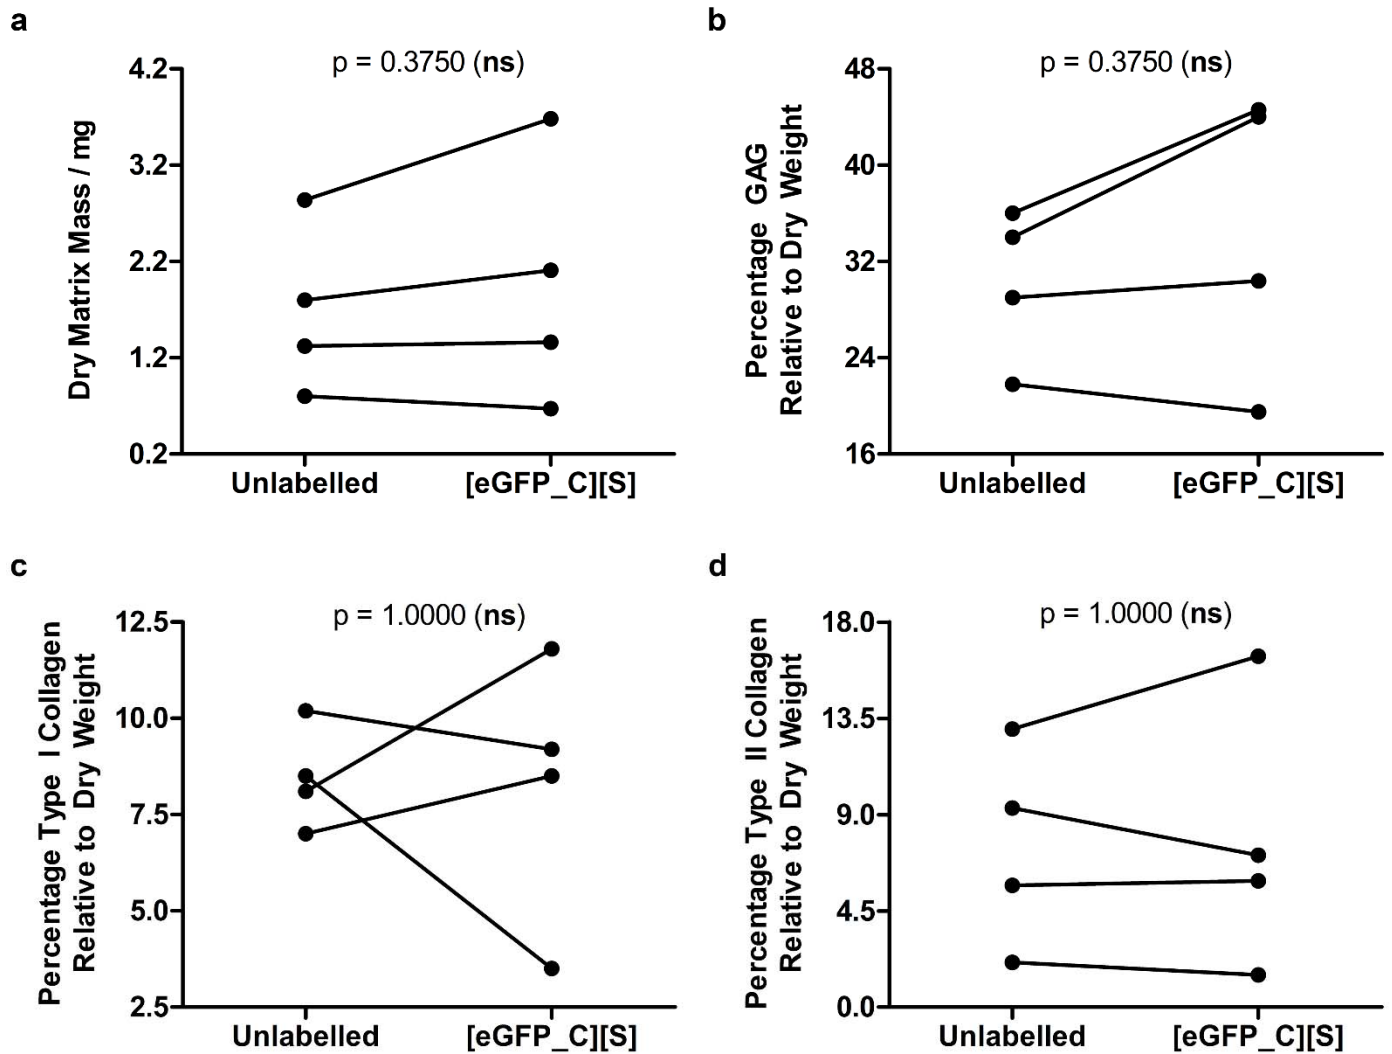 a
p = 0.3750 (ns)
Dry Matrix Mass / mg
4.2
3.2
2.2
1.2
0.2
Unlabelled
[eGFP_C][S]
b
p = 0.3750 (ns)
Percentage GAG
Relative to Dry Weight
48
40
32
24
16
Unlabelled
[eGFP_C][S]
c
p = 1.0000 (ns)
Percentage Type I Collagen
Relative to Dry Weight
12.5
10.0
7.5
5.0
2.5
Unlabelled
[eGFP_C][S]
d
p = 1.0000 (ns)
Percentage Type II Collagen
Relative to Dry Weight
18.0
13.5
9.0
4.5
0.0
Unlabelled
[eGFP_C][S]